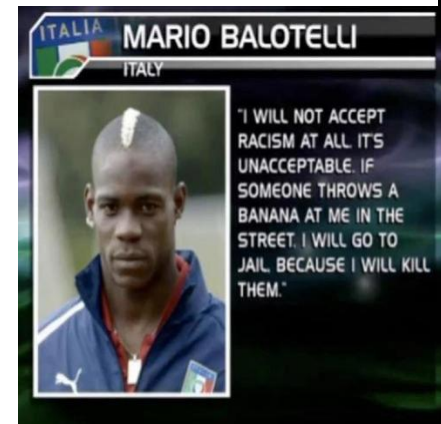 ITALIA
MARIO BALOTELLI
ITALY
"I WILL NOT ACCEPT
RACISM AT ALL. IT'S
UNACCEPTABLE. IF
SOMEONE THROWS A
BANANA AT ME IN THE
STREET, I WILL GO TO
JAIL, BECAUSE I WILL KILL
THEM."